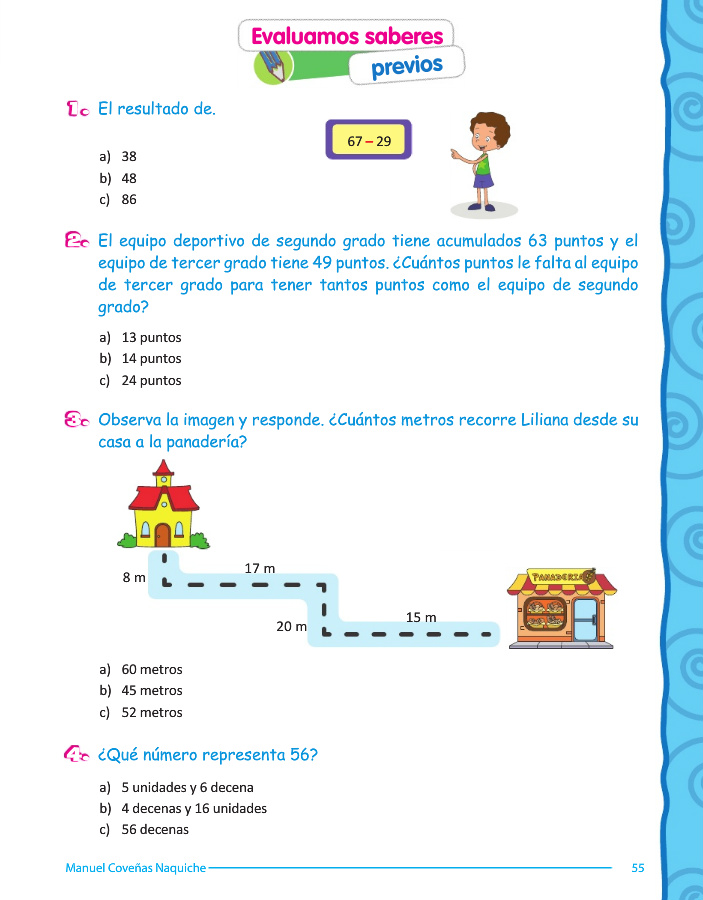 Evaluamos saberes
previos
1. El resultado de.
67 – 29
a) 38
b) 48
c) 86
2. El equipo deportivo de segundo grado tiene acumulados 63 puntos y el
equipo de tercer grado tiene 49 puntos. ¿Cuántos puntos le falta al equipo
de tercer grado para tener tantos puntos como el equipo de segundo
grado?
a) 13 puntos
b) 14 puntos
c) 24 puntos
3. Observa la imagen y responde. ¿Cuántos metros recorre Liliana desde su
casa a la panadería?
8 m
17 m
PANADERIA
20 m
15 m
a) 60 metros
b) 45 metros
c) 52 metros
4. ¿Qué número representa 56?
a) 5 unidades y 6 decena
b) 4 decenas y 16 unidades
c) 56 decenas
Manuel Coveñas Naquiche
55